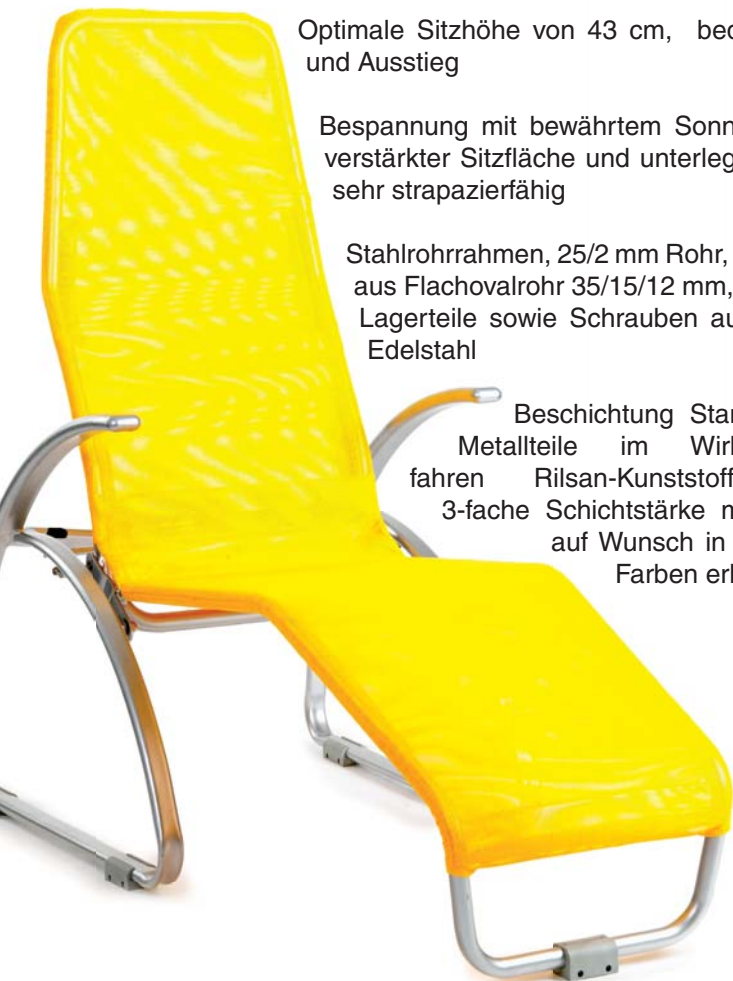 Optimale Sitzhöhe von 43 cm,
und Ausstieg
Bespannung mit bewährtem
verstärkter Sitzfläche und
sehr strapazierfähig
Stahlrohrrahmen, 25/2 mm Rohr,
aus Flachovalrohr 35/15/12 mm,
Lagerteile sowie Schrauben
Edelstahl
Beschichtung
Metallteile im
fahren Rilsan-Kunststoff
3-fache Schichtstärke
auf Wunsch in
Farben